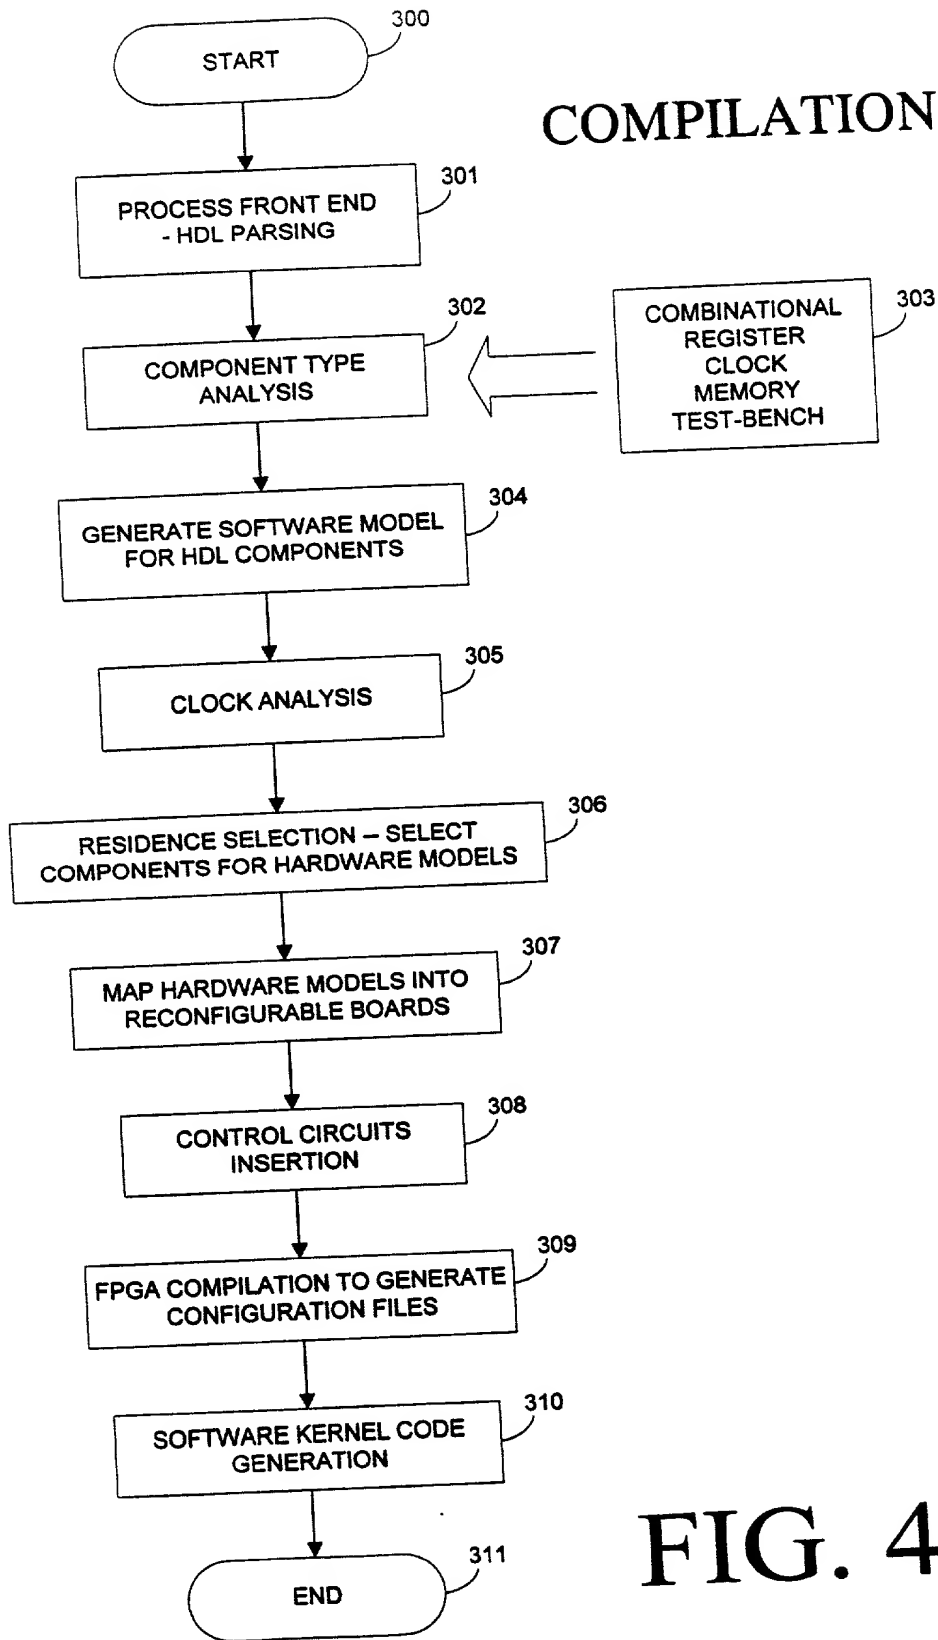 300
START
COMPILATION
301
PROCESS FRONT END
- HDL PARSING
302
COMPONENT TYPE
ANALYSIS
303
COMBINATIONAL
REGISTER
CLOCK
MEMORY
TEST-BENCH
304
GENERATE SOFTWARE MODEL
FOR HDL COMPONENTS
305
CLOCK ANALYSIS
306
RESIDENCE SELECTION – SELECT
COMPONENTS FOR HARDWARE MODELS
307
MAP HARDWARE MODELS INTO
RECONFIGURABLE BOARDS
308
CONTROL CIRCUITS
INSERTION
309
FPGA COMPILATION TO GENERATE
CONFIGURATION FILES
310
SOFTWARE KERNEL CODE
GENERATION
311
END
FIG. 4